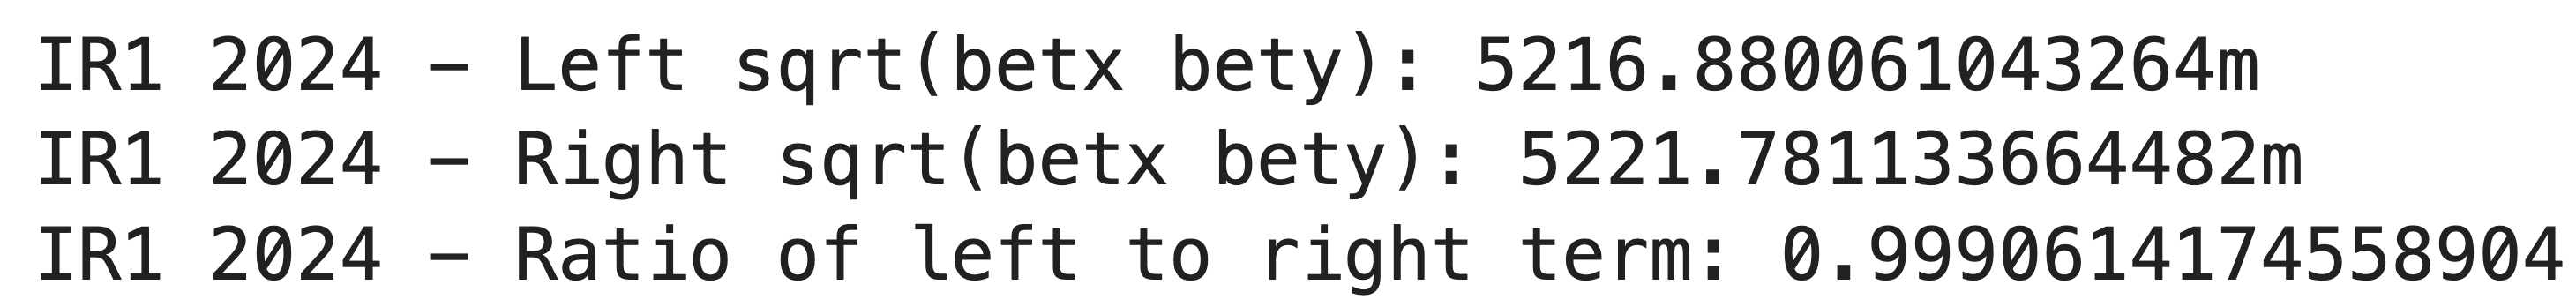 IR1 2024 – Left sqrt(betx bety): 5216.880061043264m
IR1 2024 – Right sqrt(betx bety): 5221.781133664482m
IR1 2024 – Ratio of left to right term: 0.9990614174558904